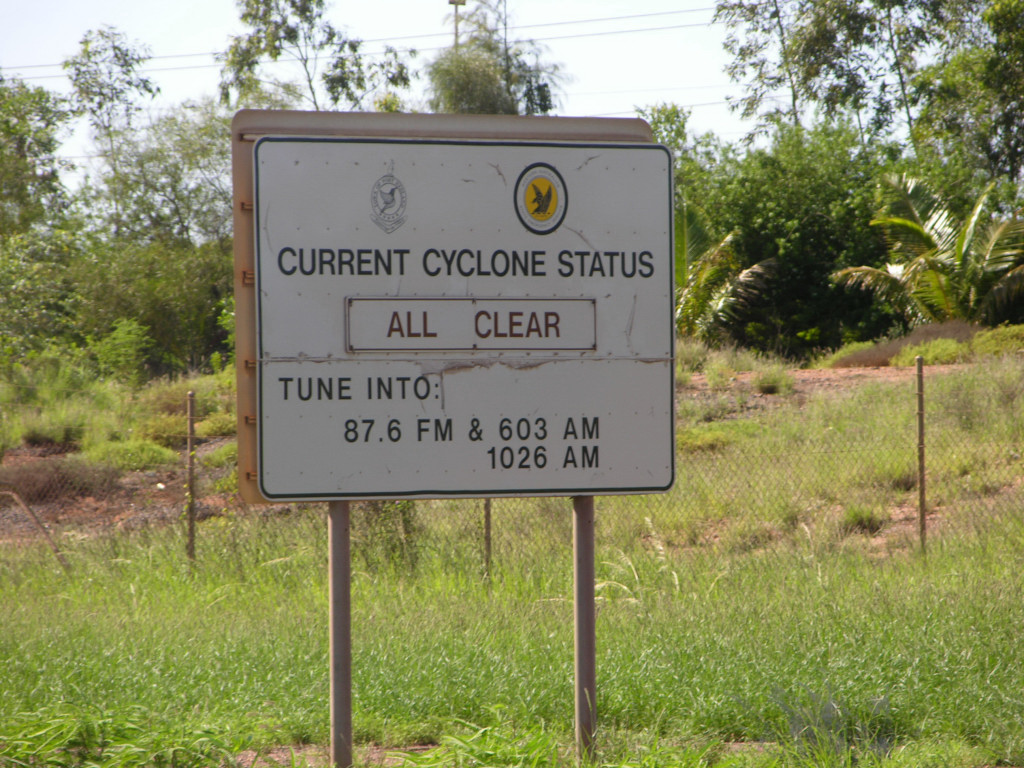 CURRENT CYCLONE STATUS
ALL CLEAR
TUNE INTO:
87.6 FM & 603 AM
1026 AM